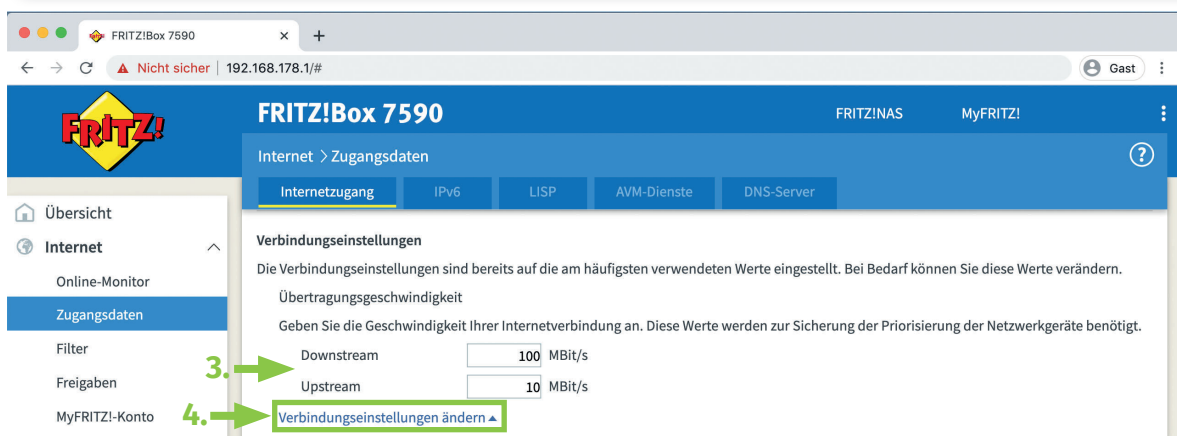 FRITZ!Box 7590
Nicht sicher | 192.168.178.1/#
Gast
FRITZ!
FRITZ!Box 7590
FRITZ!NAS
MyFRITZ!
Internet > Zugangsdaten
?
Internetzugang
IPv6
LISP
AVM-Dienste
DNS-Server
Übersicht
Internet
Online-Monitor
Zugangsdaten
Filter
Freigaben
MyFRITZ!-Konto
Verbindungseinstellungen
Die Verbindungseinstellungen sind bereits auf die am häufigsten verwendeten Werte eingestellt. Bei Bedarf können Sie diese Werte verändern.
Übertragungsgeschwindigkeit
Geben Sie die Geschwindigkeit Ihrer Internetverbindung an. Diese Werte werden zur Sicherung der Priorisierung der Netzwerkgeräte benötigt.
3.
Downstream 100 MBit/s
Upstream 10 MBit/s
4.
Verbindungseinstellungen ändern